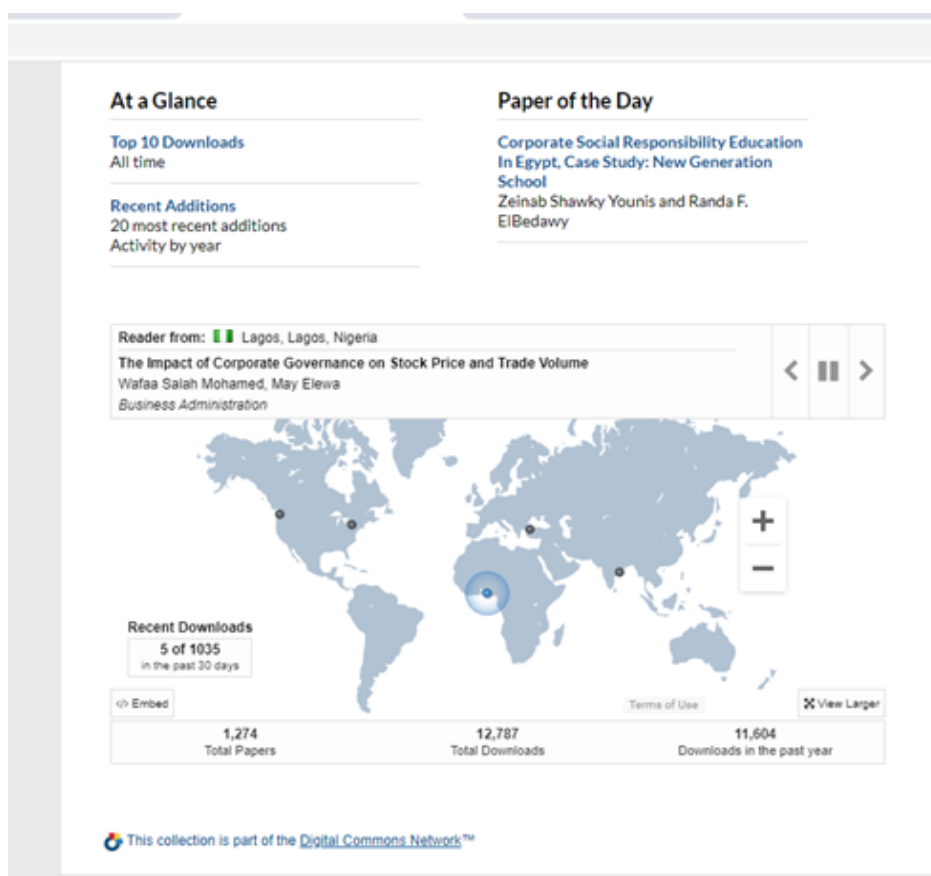 At a Glance
Top 10 Downloads
All time
Recent Additions
20 most recent additions
Activity by year
Paper of the Day
Corporate Social Responsibility Education
In Egypt, Case Study: New Generation
School
Zeinab Shawky Younis and Randa F.
ElBedawy
Reader from: Lagos, Lagos, Nigeria
The Impact of Corporate Governance on Stock Price and Trade Volume
Wafaa Salah Mohamed, May Elewa
Business Administration
+
−
Recent Downloads
5 of 1035
in the past 30 days
</> Embed
Terms of Use
View Larger
1,274
Total Papers
12,787
Total Downloads
11,604
Downloads in the past year
This collection is part of the Digital Commons Network™